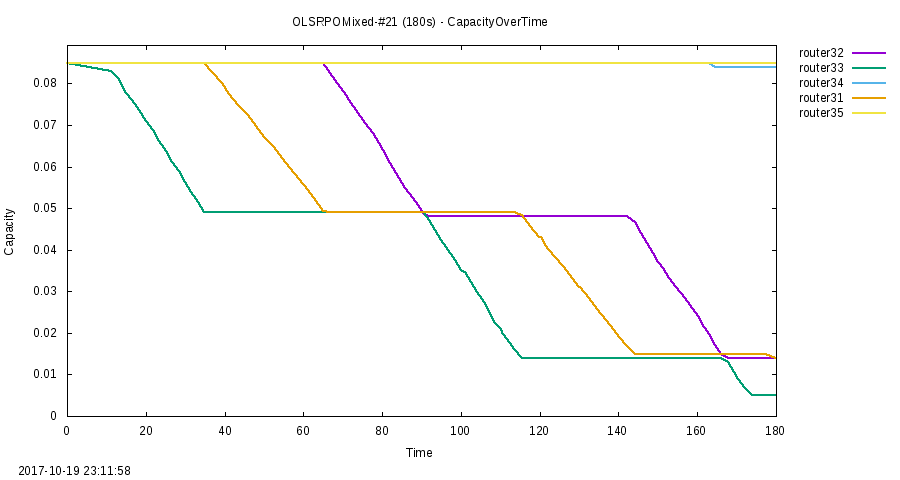 OLSRPOMixed-#21 (180s) - CapacityOverTime
router32
router33
router34
router31
router35
0.08
0.07
0.06
0.05
0.04
0.03
0.02
0.01
0
Capacity
0 20 40 60 80 100 120 140 160 180
Time
2017-10-19 23:11:58